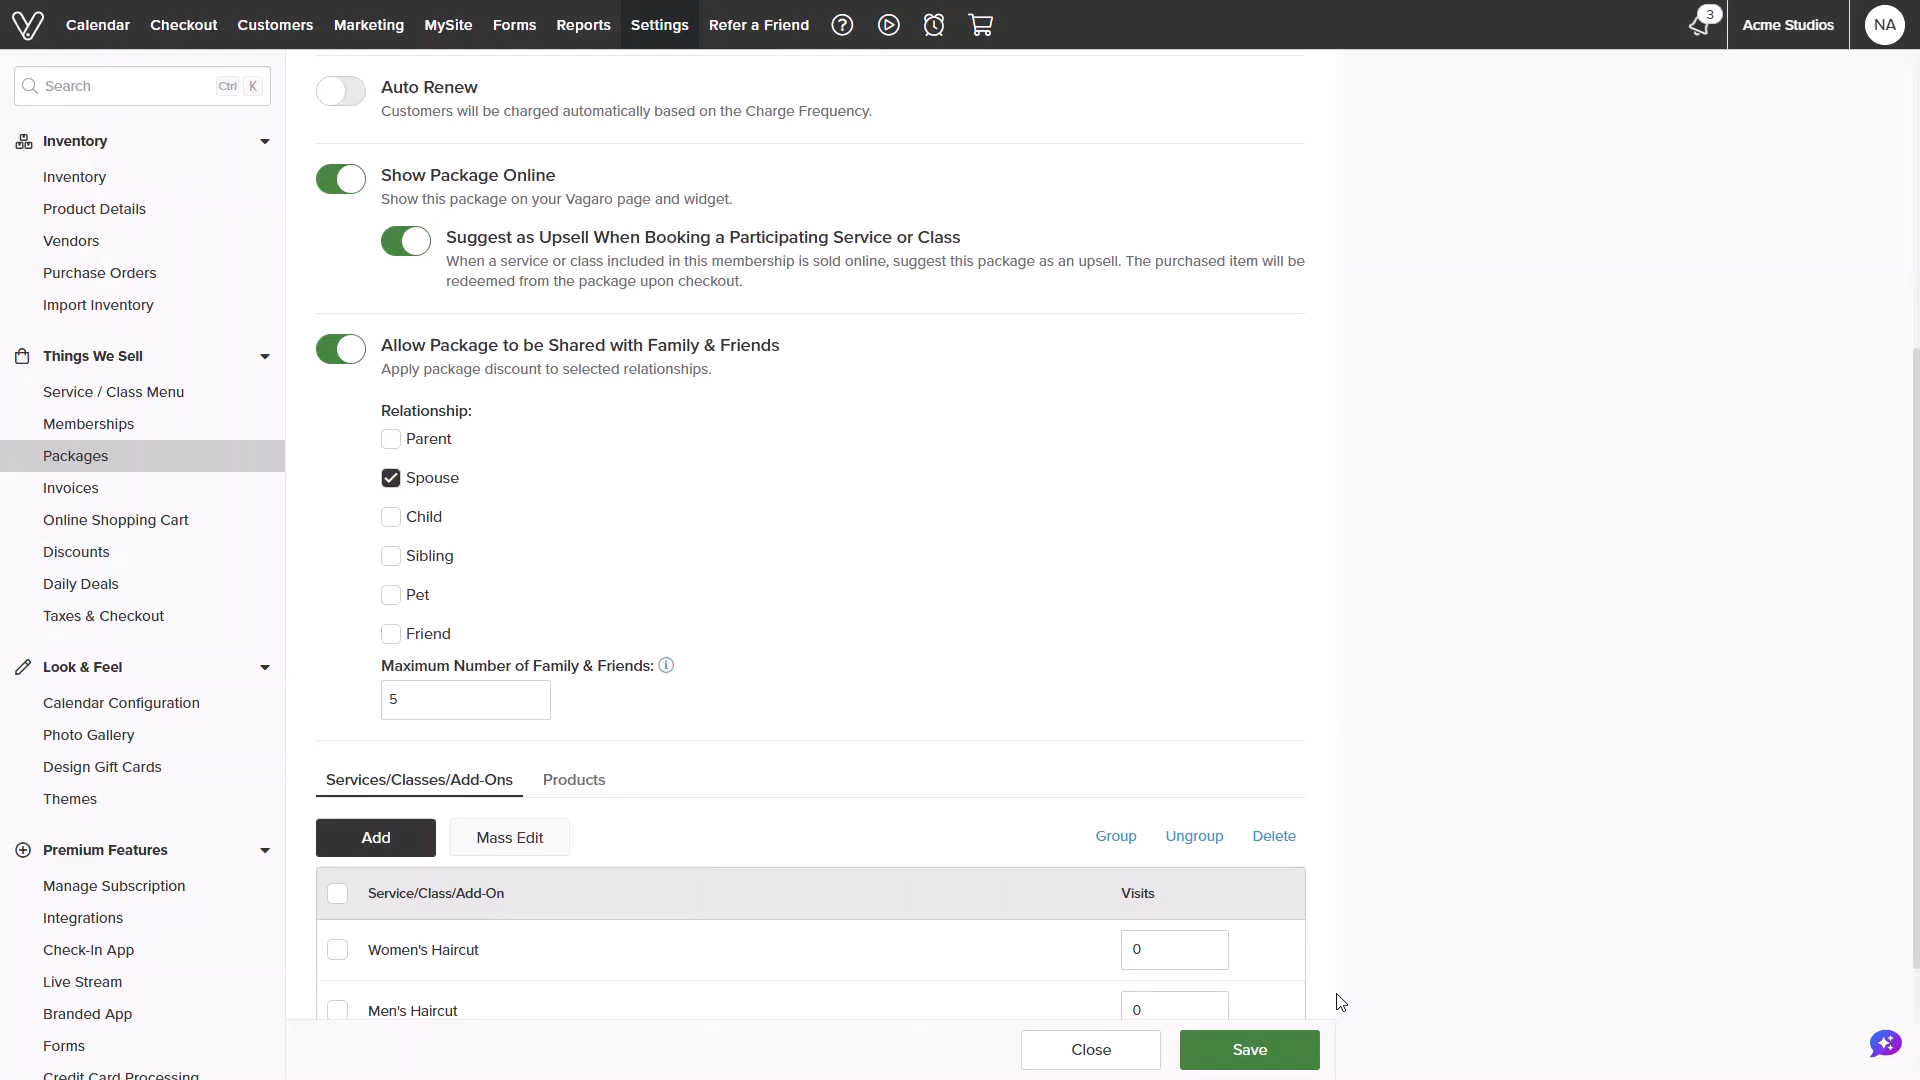 Calendar
Checkout
Customers
Marketing
MySite
Forms
Reports
Settings
Refer a Friend
3
Acme Studios
NA
Search
Ctrl
K
Inventory
Inventory
Product Details
Vendors
Purchase Orders
Import Inventory
Things We Sell
Service / Class Menu
Memberships
Packages
Invoices
Online Shopping Cart
Discounts
Daily Deals
Taxes & Checkout
Look & Feel
Calendar Configuration
Photo Gallery
Design Gift Cards
Themes
Premium Features
Manage Subscription
Integrations
Check-In App
Live Stream
Branded App
Forms
Credit Card Processing
Auto Renew
Customers will be charged automatically based on the Charge Frequency.
Show Package Online
Show this package on your Vagaro page and widget.
Suggest as Upsell When Booking a Participating Service or Class
When a service or class included in this membership is sold online, suggest this package as an upsell. The purchased item will be
redeemed from the package upon checkout.
Allow Package to be Shared with Family & Friends
Apply package discount to selected relationships.
Relationship:
Parent
Spouse
Child
Sibling
Pet
Friend
Maximum Number of Family & Friends:
5
Services/Classes/Add-Ons
Products
Add
Mass Edit
Group
Ungroup
Delete
Service/Class/Add-On
Visits
Women's Haircut
0
Men's Haircut
0
Close
Save